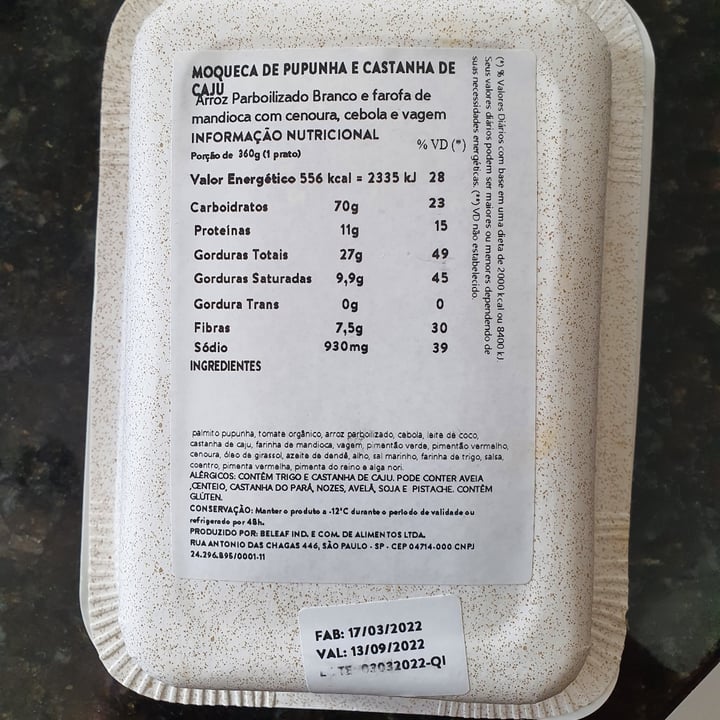 MOQUECA DE PUPUNHA E CASTANHA DE
CAJU
Arroz Parboilizado Branco e farofa de
mandioca com cenoura, cebola e vagem
INFORMAÇÃO NUTRICIONAL
% VD (*)
Porção de 360g (1 prato)
Valor Energético 556 kcal = 2335 kJ 28
Carboidratos 70g 23
Proteínas 11g 15
Gorduras Totais 27g 49
Gorduras Saturadas 9,9g 45
Gordura Trans 0g 0
Fibras 7,5g 30
Sódio 930mg 39
INGREDIENTES
palmito pupunha, tomate orgânico, arroz parboilizado, cebola, leite de coco,
castanha de caju, farinha de mandioca, vagem, pimentão verde, pimentão vermelho,
cenoura, óleo de girassol, azeite de dendê, alho, sal marinho, farinha de trigo, salsa,
coentro, pimenta vermelha, pimenta do reino e alga nori.
ALÉRGICOS: CONTÉM TRIGO E CASTANHA DE CAJU. PODE CONTER AVEIA
,CENTEIO, CASTANHA DO PARÁ, NOZES, AVELÃ, SOJA E PISTACHE. CONTÉM
GLÚTEN.
CONSERVAÇÃO: Manter o produto a -12°C durante o período de validade ou
refrigerado por 48h.
PRODUZIDO POR: BELEAF IND. E COM. DE ALIMENTOS LTDA.
RUA ANTONIO DAS CHAGAS 446, SÃO PAULO - SP - CEP 04714-000 CNPJ
24.296.895/0001-11
(*) % Valores Diários com base em uma dieta de 2000 kcal ou 8400 kJ.
Seus valores diários podem ser maiores ou menores dependendo de
suas necessidades energéticas. (**) VD não estabelecido.
FAB: 17/03/2022
VAL: 13/09/2022
03032022-QI